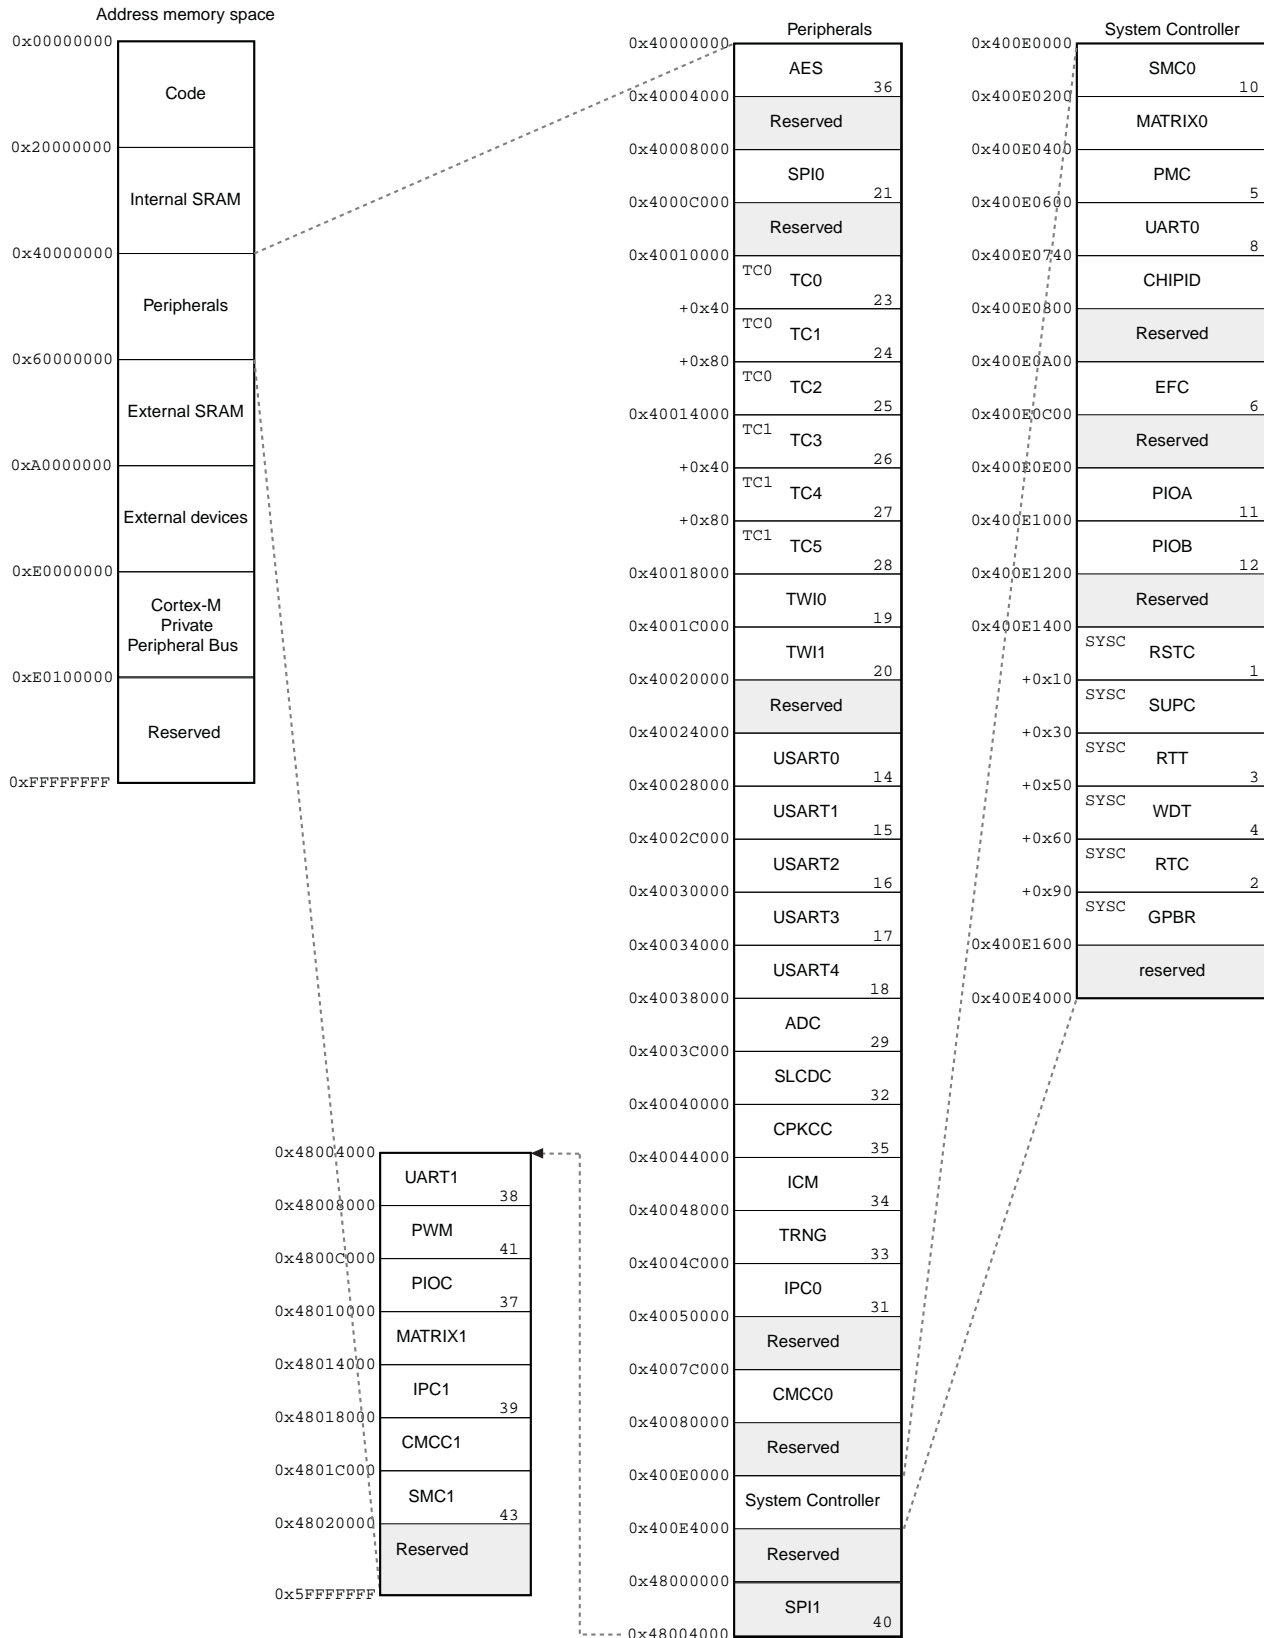 Address memory space
0x00000000
Code
0x20000000
Internal SRAM
0x40000000
Peripherals
0x60000000
External SRAM
0xA0000000
External devices
0xE0000000
Cortex-M
Private
Peripheral Bus
0xE0100000
Reserved
0xFFFFFFFF
0x48004000
UART1
38
0x48008000
PWM
41
0x4800C000
PIOC
37
0x48010000
MATRIX1
0x48014000
IPC1
39
0x48018000
CMCC1
0x4801C000
SMC1
43
0x48020000
Reserved
0x5FFFFFFF
Peripherals
0x40000000
AES
36
0x40004000
Reserved
0x40008000
SPI0
21
0x4000C000
Reserved
0x40010000
TC0
TC0
23
+0x40
TC0
TC1
24
+0x80
TC0
TC2
25
0x40014000
TC1
TC3
26
+0x40
TC1
TC4
27
+0x80
TC1
TC5
28
0x40018000
TWI0
19
0x4001C000
TWI1
20
0x40020000
Reserved
0x40024000
USART0
14
0x40028000
USART1
15
0x4002C000
USART2
16
0x40030000
USART3
17
0x40034000
USART4
18
0x40038000
ADC
29
0x4003C000
SLCDC
32
0x40040000
CPKCC
35
0x40044000
ICM
34
0x40048000
TRNG
33
0x4004C000
IPC0
31
0x40050000
Reserved
0x4007C000
CMCC0
0x40080000
Reserved
0x400E0000
System Controller
0x400E4000
Reserved
0x48000000
SPI1
40
0x48004000
System Controller
0x400E0000
SMC0
10
0x400E0200
MATRIX0
0x400E0400
PMC
5
0x400E0600
UART0
8
0x400E0740
CHIPID
0x400E0800
Reserved
0x400E0A00
EFC
6
0x400E0C00
Reserved
0x400E0E00
PIOA
11
0x400E1000
PIOB
12
0x400E1200
Reserved
0x400E1400
SYSC
RSTC
1
+0x10
SYSC
SUPC
+0x30
SYSC
RTT
3
+0x50
SYSC
WDT
4
+0x60
SYSC
RTC
2
+0x90
SYSC
GPBR
0x400E1600
reserved
0x400E4000